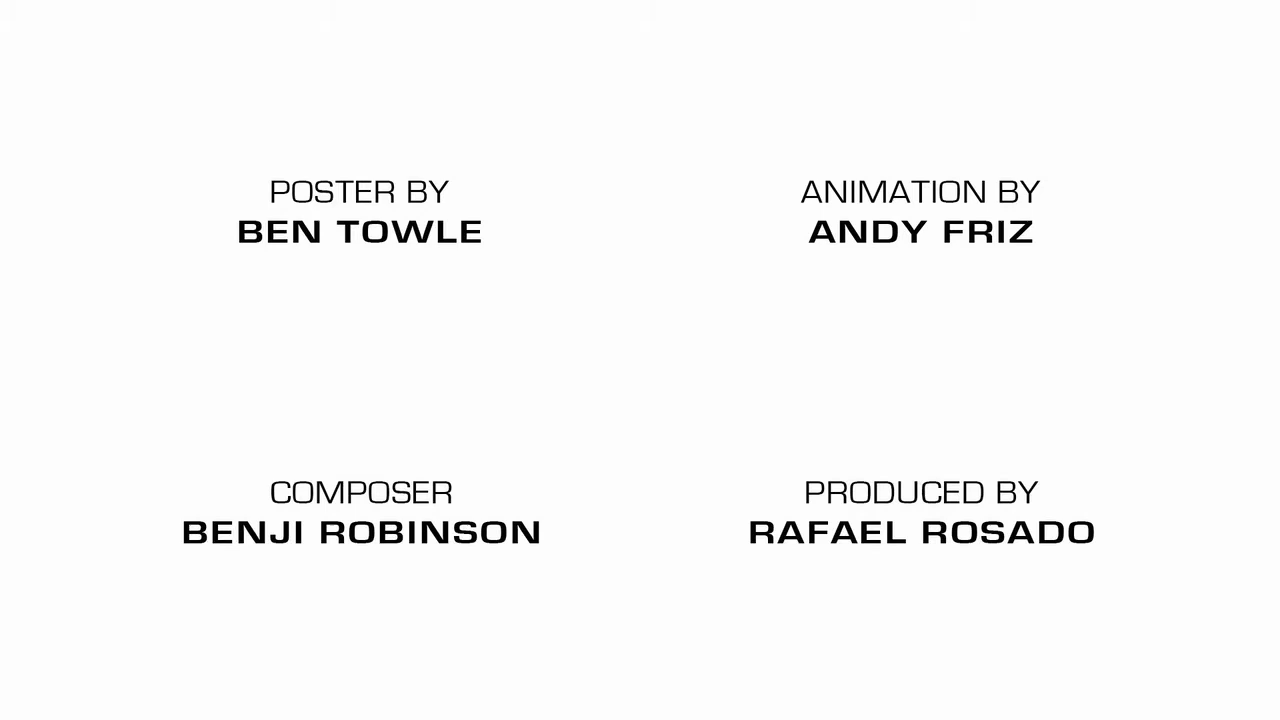 POSTER BY
BEN TOWLE
ANIMATION BY
ANDY FRIZ
COMPOSER
BENJI ROBINSON
PRODUCED BY
RAFAEL ROSADO